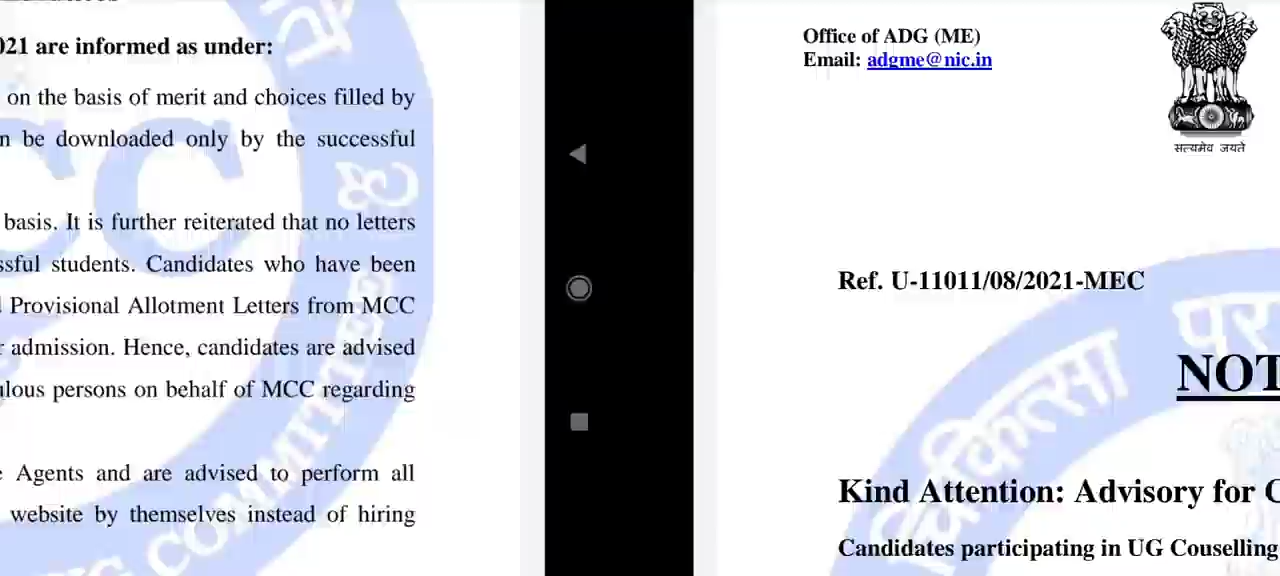 021 are informed as under:
on the basis of merit and choices filled by
n be downloaded only by the successful
basis. It is further reiterated that no letters
ssful students. Candidates who have been
Provisional Allotment Letters from MCC
r admission. Hence, candidates are advised
ulous persons on behalf of MCC regarding
e Agents and are advised to perform all
website by themselves instead of hiring
CC
G COMMITTEE
Office of ADG (ME)
Email: adgme@nic.in
सत्यमेव जयते
Ref. U-11011/08/2021-MEC
चिकित्सा परा
NOT
Kind Attention: Advisory for C
Candidates participating in UG Couselling